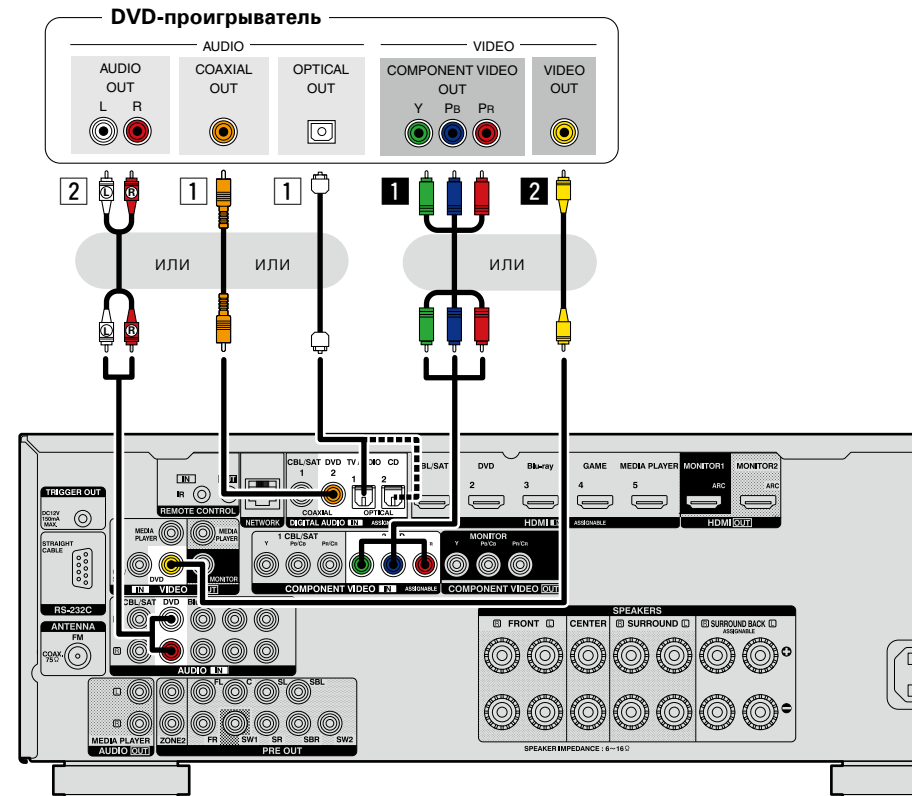 DVD-проигрыватель
AUDIO
VIDEO
AUDIO OUT
L R
COAXIAL OUT
OPTICAL OUT
COMPONENT VIDEO OUT
Y PB PR
VIDEO OUT
2
1
1
1
2
ИЛИ
ИЛИ
ИЛИ
L R
L R
TRIGGER OUT
DC12V 150mA MAX.
STRAIGHT CABLE
RS-232C
ANTENNA
FM
COAX. 75Ω
IN
IR
REMOTE CONTROL
NETWORK
CBL/SAT DVD TV AUDIO CD
1 2 1 2
COAXIAL OPTICAL
DIGITAL AUDIO IN
DVD Blu-ray GAME MEDIA PLAYER MONITOR1 MONITOR2
2 3 4 5 ARC ARC
HDMI IN ASSIGNABLE
HDMI OUT
MEDIA PLAYER
MEDIA PLAYER
DVD
MONITOR
IN VIDEO OUT
1 CBL/SAT
Y PB/CB PR/CR
COMPONENT VIDEO IN ASSIGNABLE
MONITOR
Y PB/CB PR/CR
COMPONENT VIDEO OUT
CBL/SAT DVD
R
AUDIO IN
L
R
MEDIA PLAYER
AUDIO OUT
ZONE2
FL C SL SBL
FR SW1 SR SBR SW2
PRE OUT
SPEAKERS
R FRONT L
CENTER
R SURROUND L
R SURROUND BACK L
ASSIGNABLE
SPEAKER IMPEDANCE : 6~16Ω